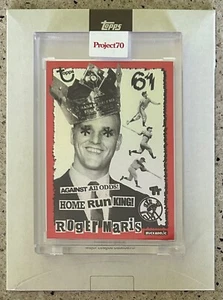 Topps
Project70
61
AGAINST All ODDS!
HOME Run KING!
ROGER MARIS